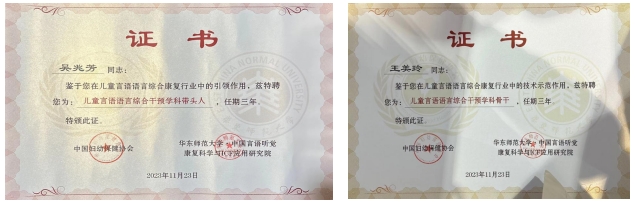 证书
吴兆芳 同志：
鉴于您在儿童言语语言综合康复行业中的引领作用，兹特聘
您为：儿童言语语言综合干预学科带头人，任期三年。
特颁此证
中国妇幼保健协会
华东师范大学·中国言语听觉
康复科学与ICF应用研究院
2023年11月23日
证书
王美玲 同志：
鉴于您在儿童言语语言综合康复行业中的技术示范作用，兹特聘
您为：儿童言语语言综合干预学科骨干，任期三年。
特颁此证
中国妇幼保健协会
华东师范大学·中国言语听觉
康复科学与ICF应用研究院
2023年11月23日